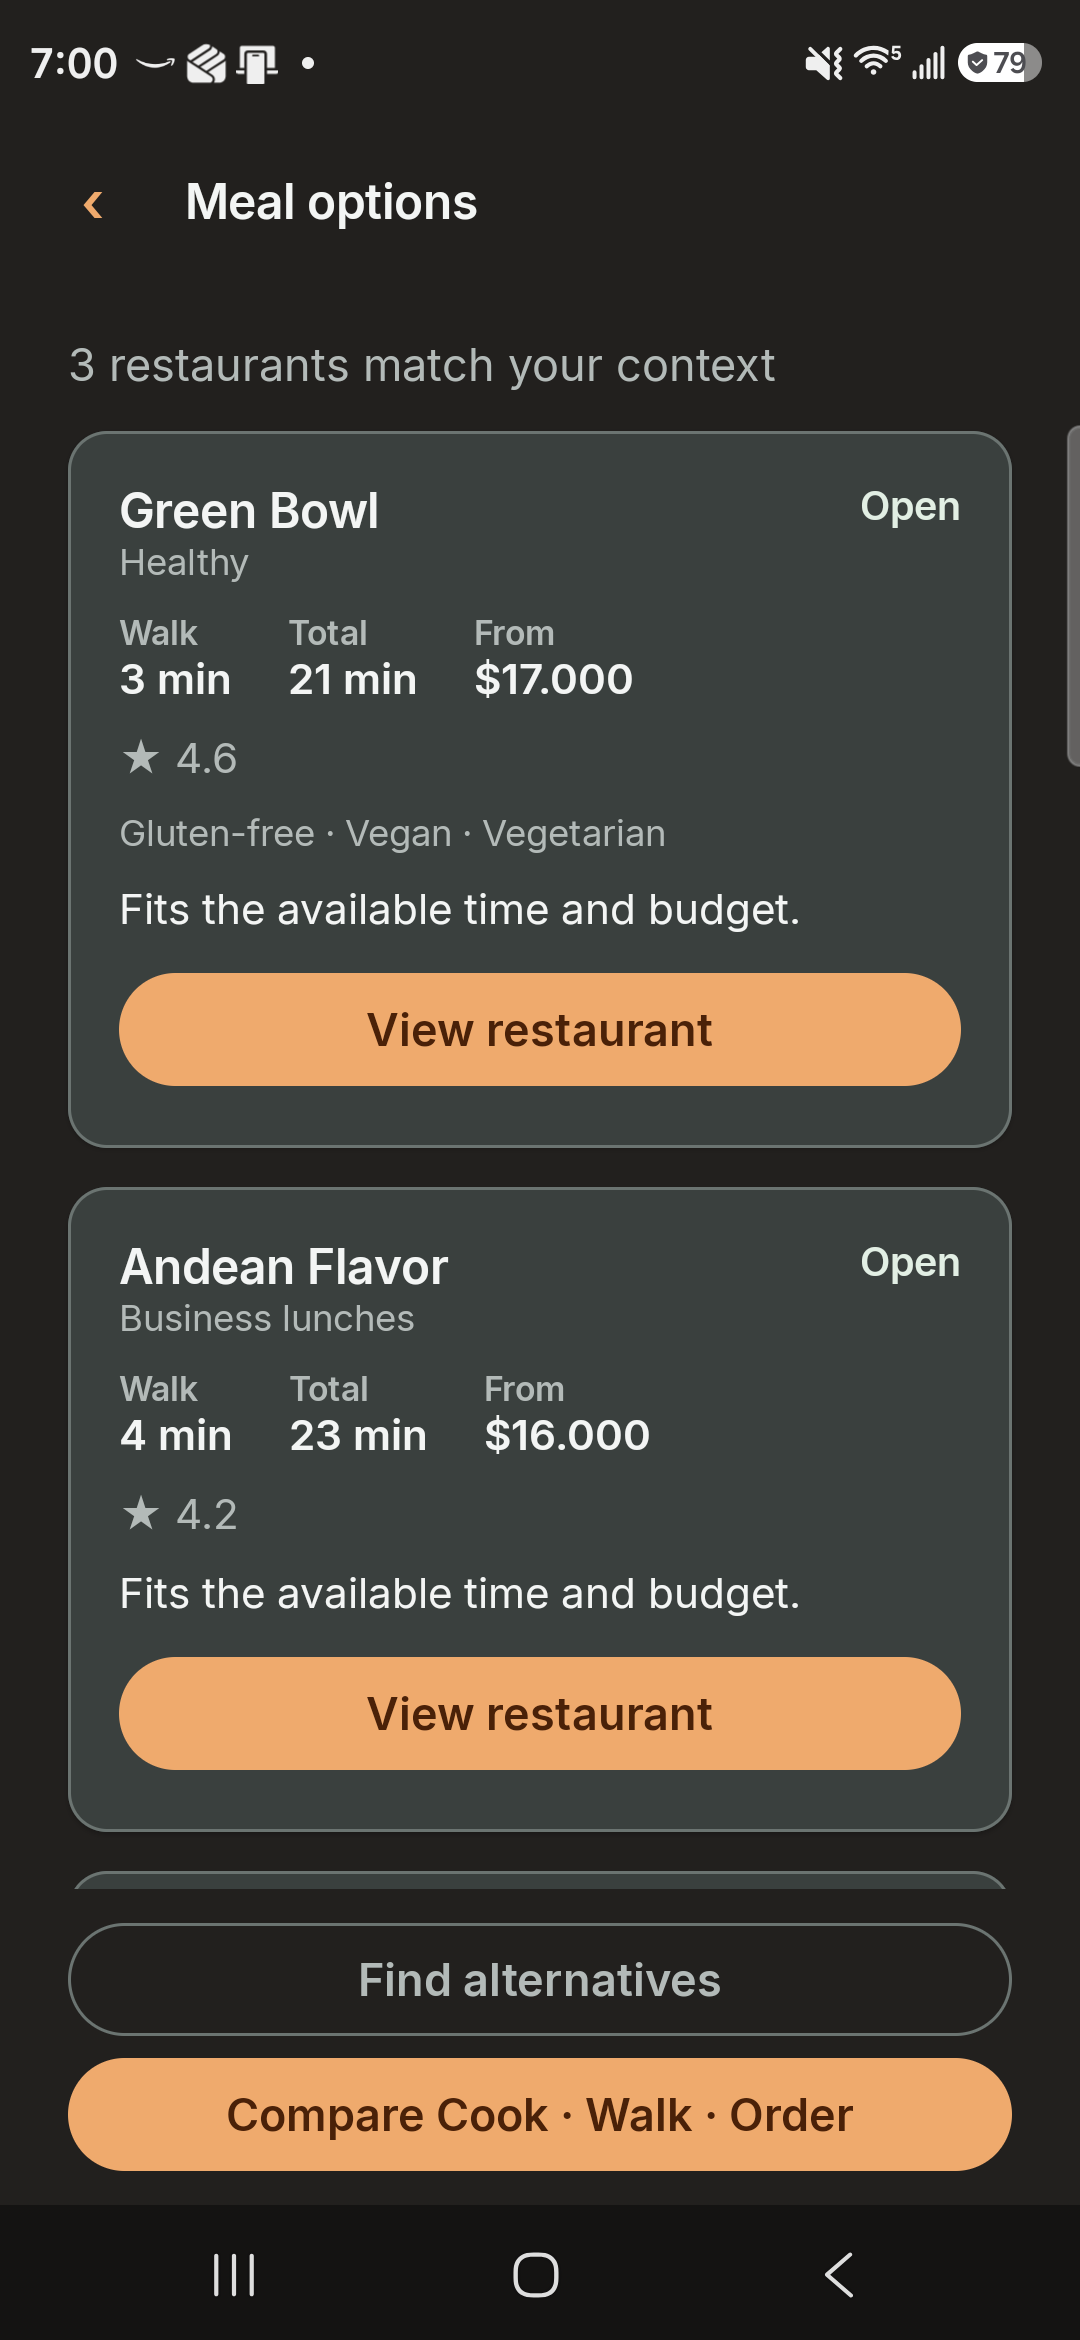 7:00
5
79
‹ Meal options
3 restaurants match your context
Green Bowl Open
Healthy
Walk Total From
3 min 21 min $17.000
★ 4.6
Gluten-free · Vegan · Vegetarian
Fits the available time and budget.
View restaurant
Andean Flavor Open
Business lunches
Walk Total From
4 min 23 min $16.000
★ 4.2
Fits the available time and budget.
View restaurant
Find alternatives
Compare Cook · Walk · Order